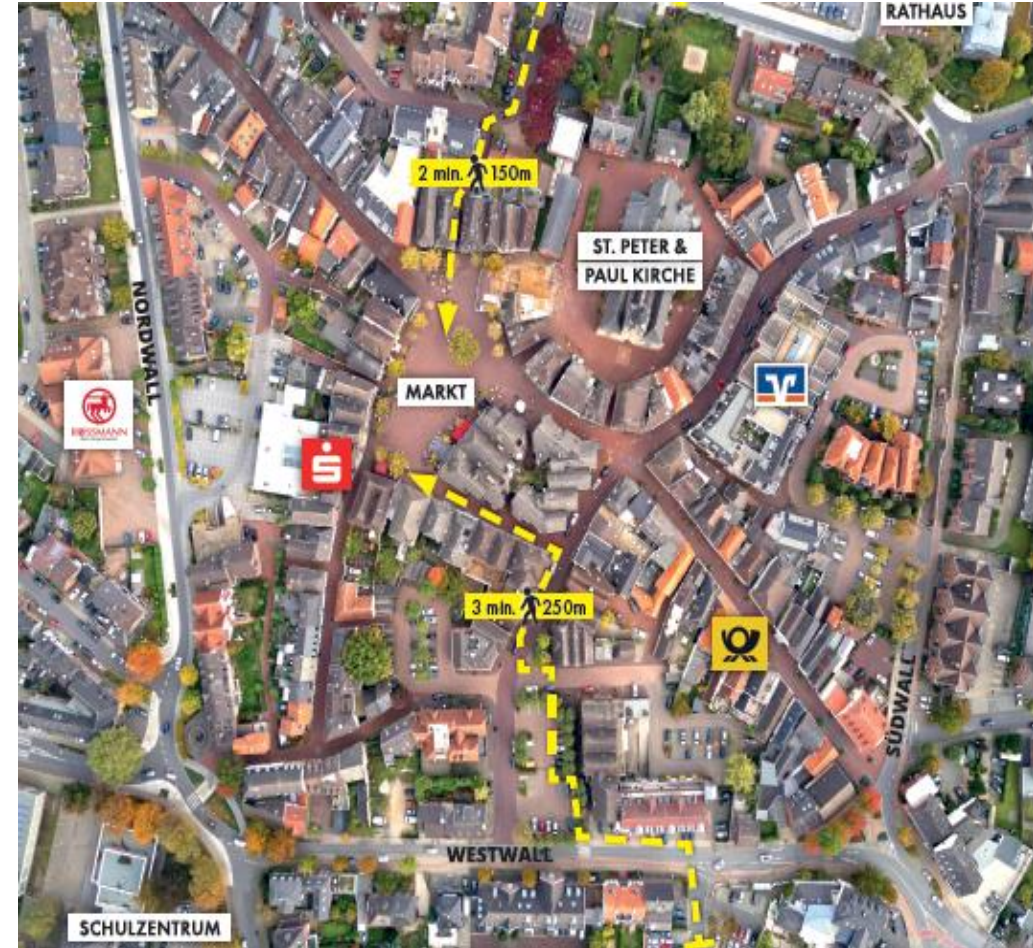 RATHAUS
2 min. 150m
ST. PETER &
PAUL KIRCHE
NORDWALL
MARKT
ROSSMANN
3 min. 250m
SÜDWALL
WESTWALL
SCHULZENTRUM